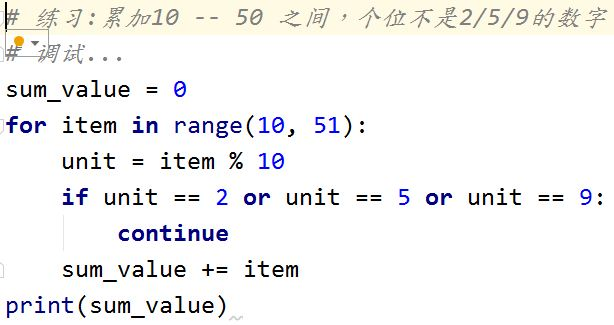 # 练习:累加10 -- 50 之间，个位不是2/5/9的数字
# 调试...
sum_value = 0
for item in range(10, 51):
    unit = item % 10
    if unit == 2 or unit == 5 or unit == 9:
        continue
    sum_value += item
print(sum_value)